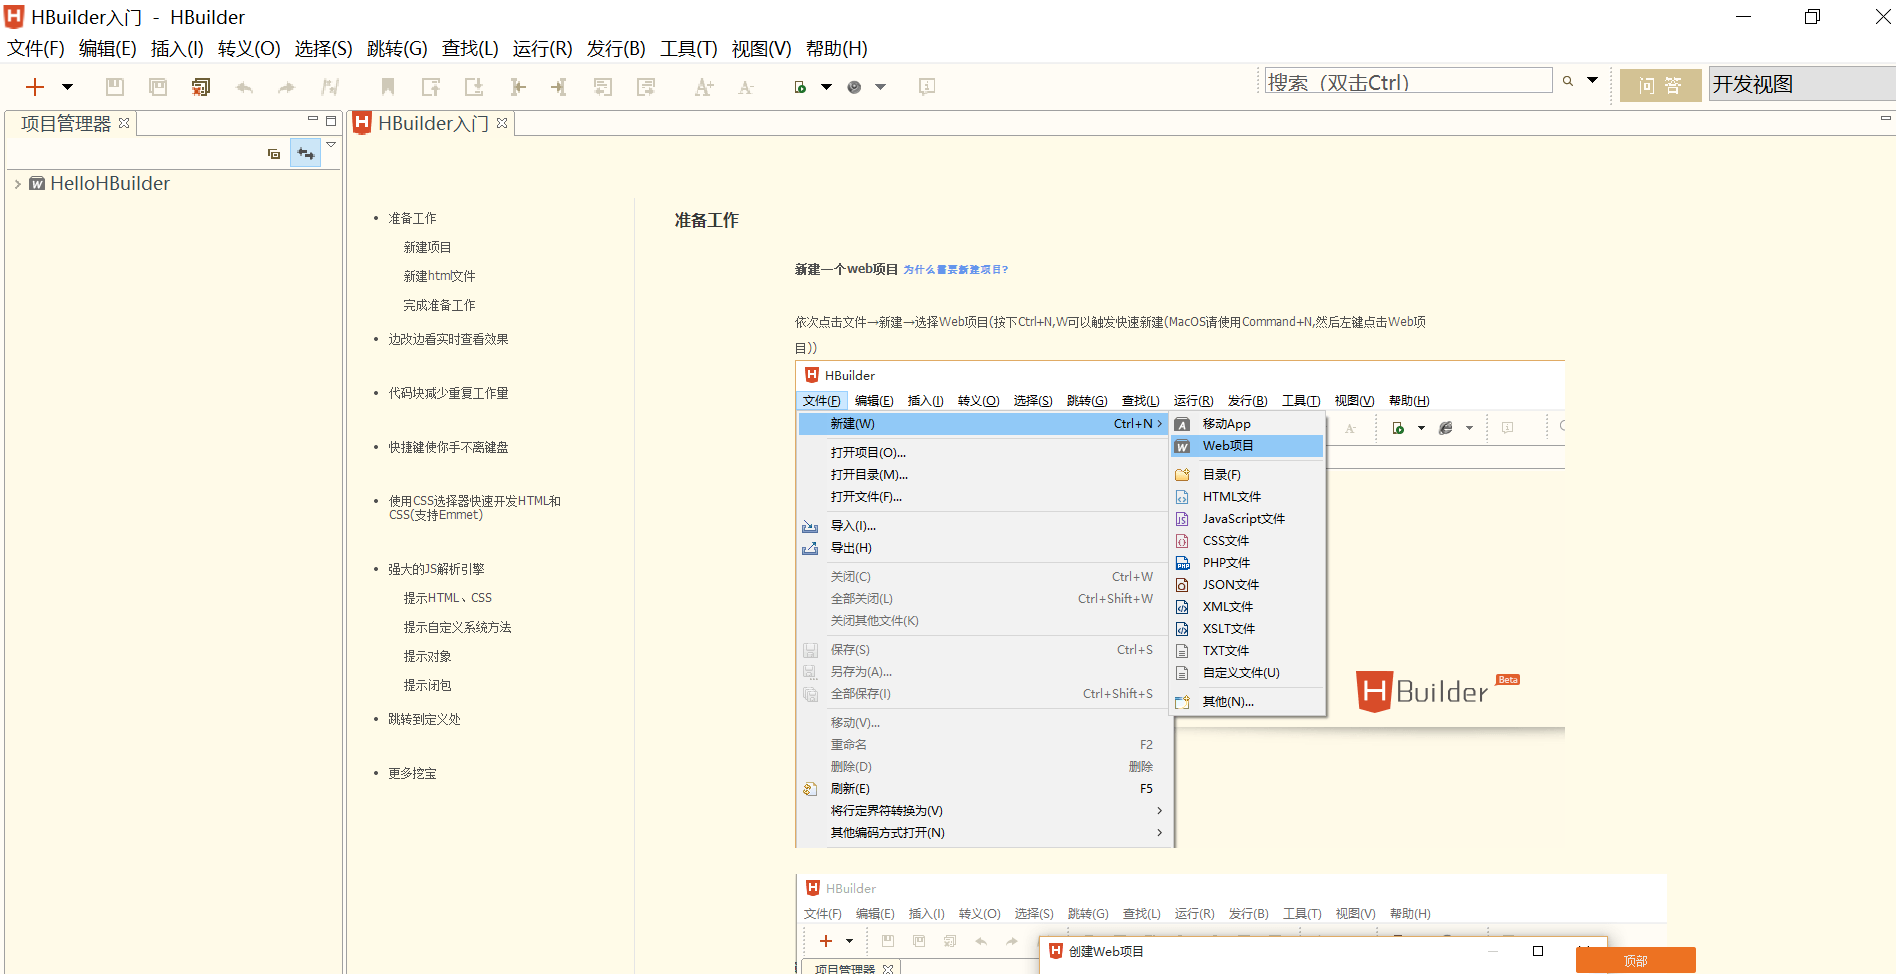 HBuilder入门 - HBuilder
文件(F) 编辑(E) 插入(I) 转义(O) 选择(S) 跳转(G) 查找(L) 运行(R) 发行(B) 工具(T) 视图(V) 帮助(H)
搜索（双击Ctrl） 问 答 开发视图
项目管理器 HBuilder入门
HelloHBuilder
准备工作
新建项目
新建html文件
完成准备工作
边改边看实时查看效果
代码块减少重复工作量
快捷键使你手不离键盘
使用CSS选择器快速开发HTML和
CSS(支持Emmet)
强大的JS解析引擎
提示HTML、CSS
提示自定义系统方法
提示对象
提示闭包
跳转到定义处
更多挖宝
准备工作
新建一个web项目 为什么需要新建项目?
依次点击文件→新建→选择Web项目(按下Ctrl+N,W可以触发快速新建(MacOS请使用Command+N,然后左键点击Web项
目))
HBuilder
文件(F) 编辑(E) 插入(I) 转义(O) 选择(S) 跳转(G) 查找(L) 运行(R) 发行(B) 工具(T) 视图(V) 帮助(H)
新建(W) Ctrl+N
打开项目(O)...
打开目录(M)...
打开文件(F)...
导入(I)...
导出(H)
关闭(C) Ctrl+W
全部关闭(L) Ctrl+Shift+W
关闭其他文件(K)
保存(S) Ctrl+S
另存为(A)...
全部保存(I) Ctrl+Shift+S
移动(V)...
重命名 F2
删除(D) 删除
刷新(E) F5
将行定界符转换为(V)
其他编码方式打开(N)
移动App
Web项目
目录(F)
HTML文件
JavaScript文件
CSS文件
PHP文件
JSON文件
XML文件
XSLT文件
TXT文件
自定义文件(U)
其他(N)...
HBuilder Beta
HBuilder
文件(F) 编辑(E) 插入(I) 转义(O) 选择(S) 跳转(G) 查找(L) 运行(R) 发行(B) 工具(T) 视图(V) 帮助(H)
创建Web项目
项目管理器
顶部